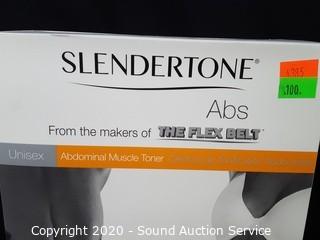 SLENDERTONE®
Abs
From the makers of THE FLEX BELT
Unisex
Abdominal Muscle Toner
$100.
Copyright 2020 - Sound Auction Service